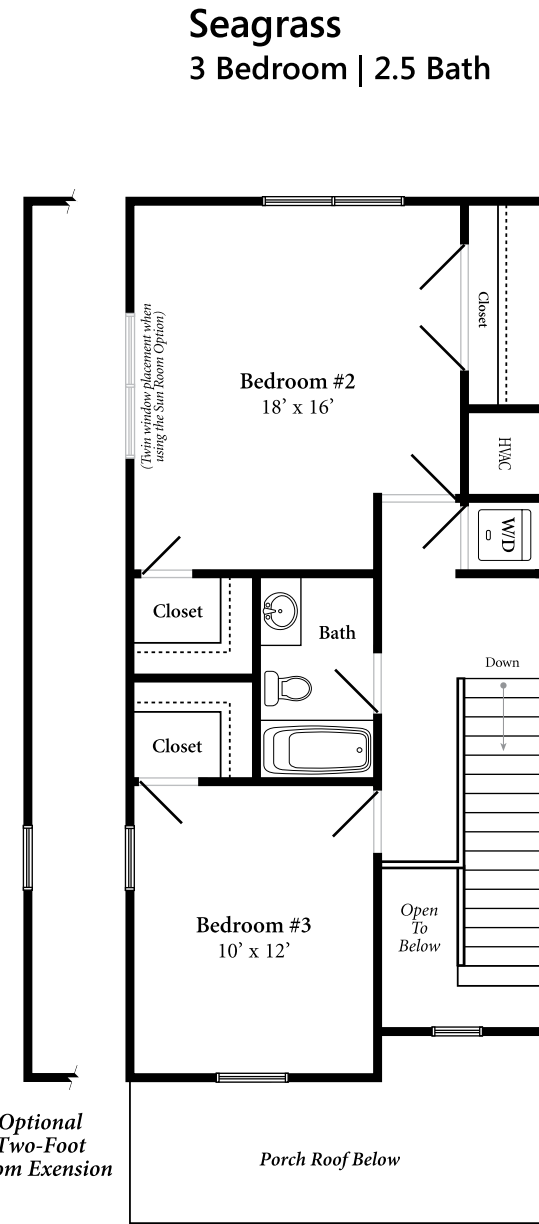 Seagrass
3 Bedroom | 2.5 Bath
Closet
(Twin window placement when
using the Sun Room Option)
Bedroom #2
18’ x 16’
HVAC
W/D
Closet
Bath
Down
Closet
Bedroom #3
10’ x 12’
Open
To
Below
Optional
Two-Foot
om Exension
Porch Roof Below